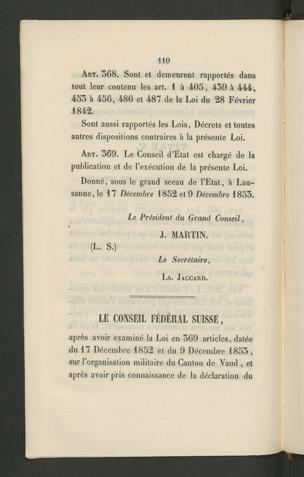 110
ART. 368. Sont et demeurent rapportés dans
tout leur contenu les art. 1 à 405, 439 à 444,
453 à 456, 486 et 487 de la Loi du 28 Février
1842.
Sont aussi rapportés les Lois, Décrets et toutes
autres dispositions contraires à la présente Loi.
ART. 369. Le Conseil d'État est chargé de la
publication et de l'exécution de la présente Loi.
Donné, sous le grand sceau de l'Etat, à Lau-
sanne, le 17 Décembre 1852 et 9 Décembre 1853.
Le Président du Grand Conseil,
J. MARTIN.
(L. S.)
Le Secrétaire,
Ls. JACCARD.
LE CONSEIL FÉDÉRAL SUISSE,
après avoir examiné la Loi en 369 articles, datée
du 17 Décembre 1852 et du 9 Décembre 1853,
sur l'organisation militaire du Canton de Vaud, et
après avoir pris connaissance de la déclaration du